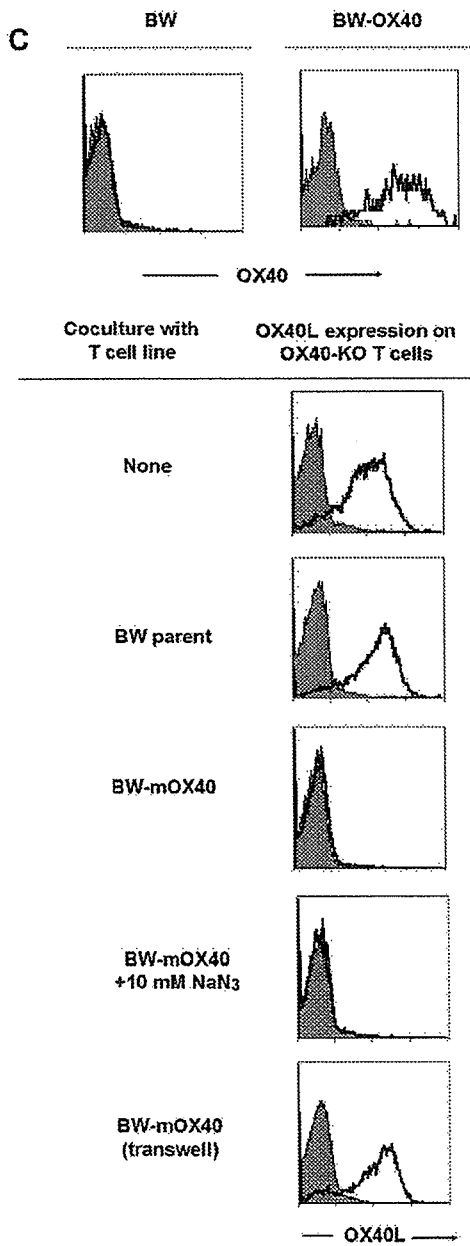 C
BW
BW-OX40
OX40
Coculture with
T cell line
OX40L expression on
OX40-KO T cells
None
BW parent
BW-mOX40
BW-mOX40
+10 mM NaN3
BW-mOX40
(transwell)
OX40L